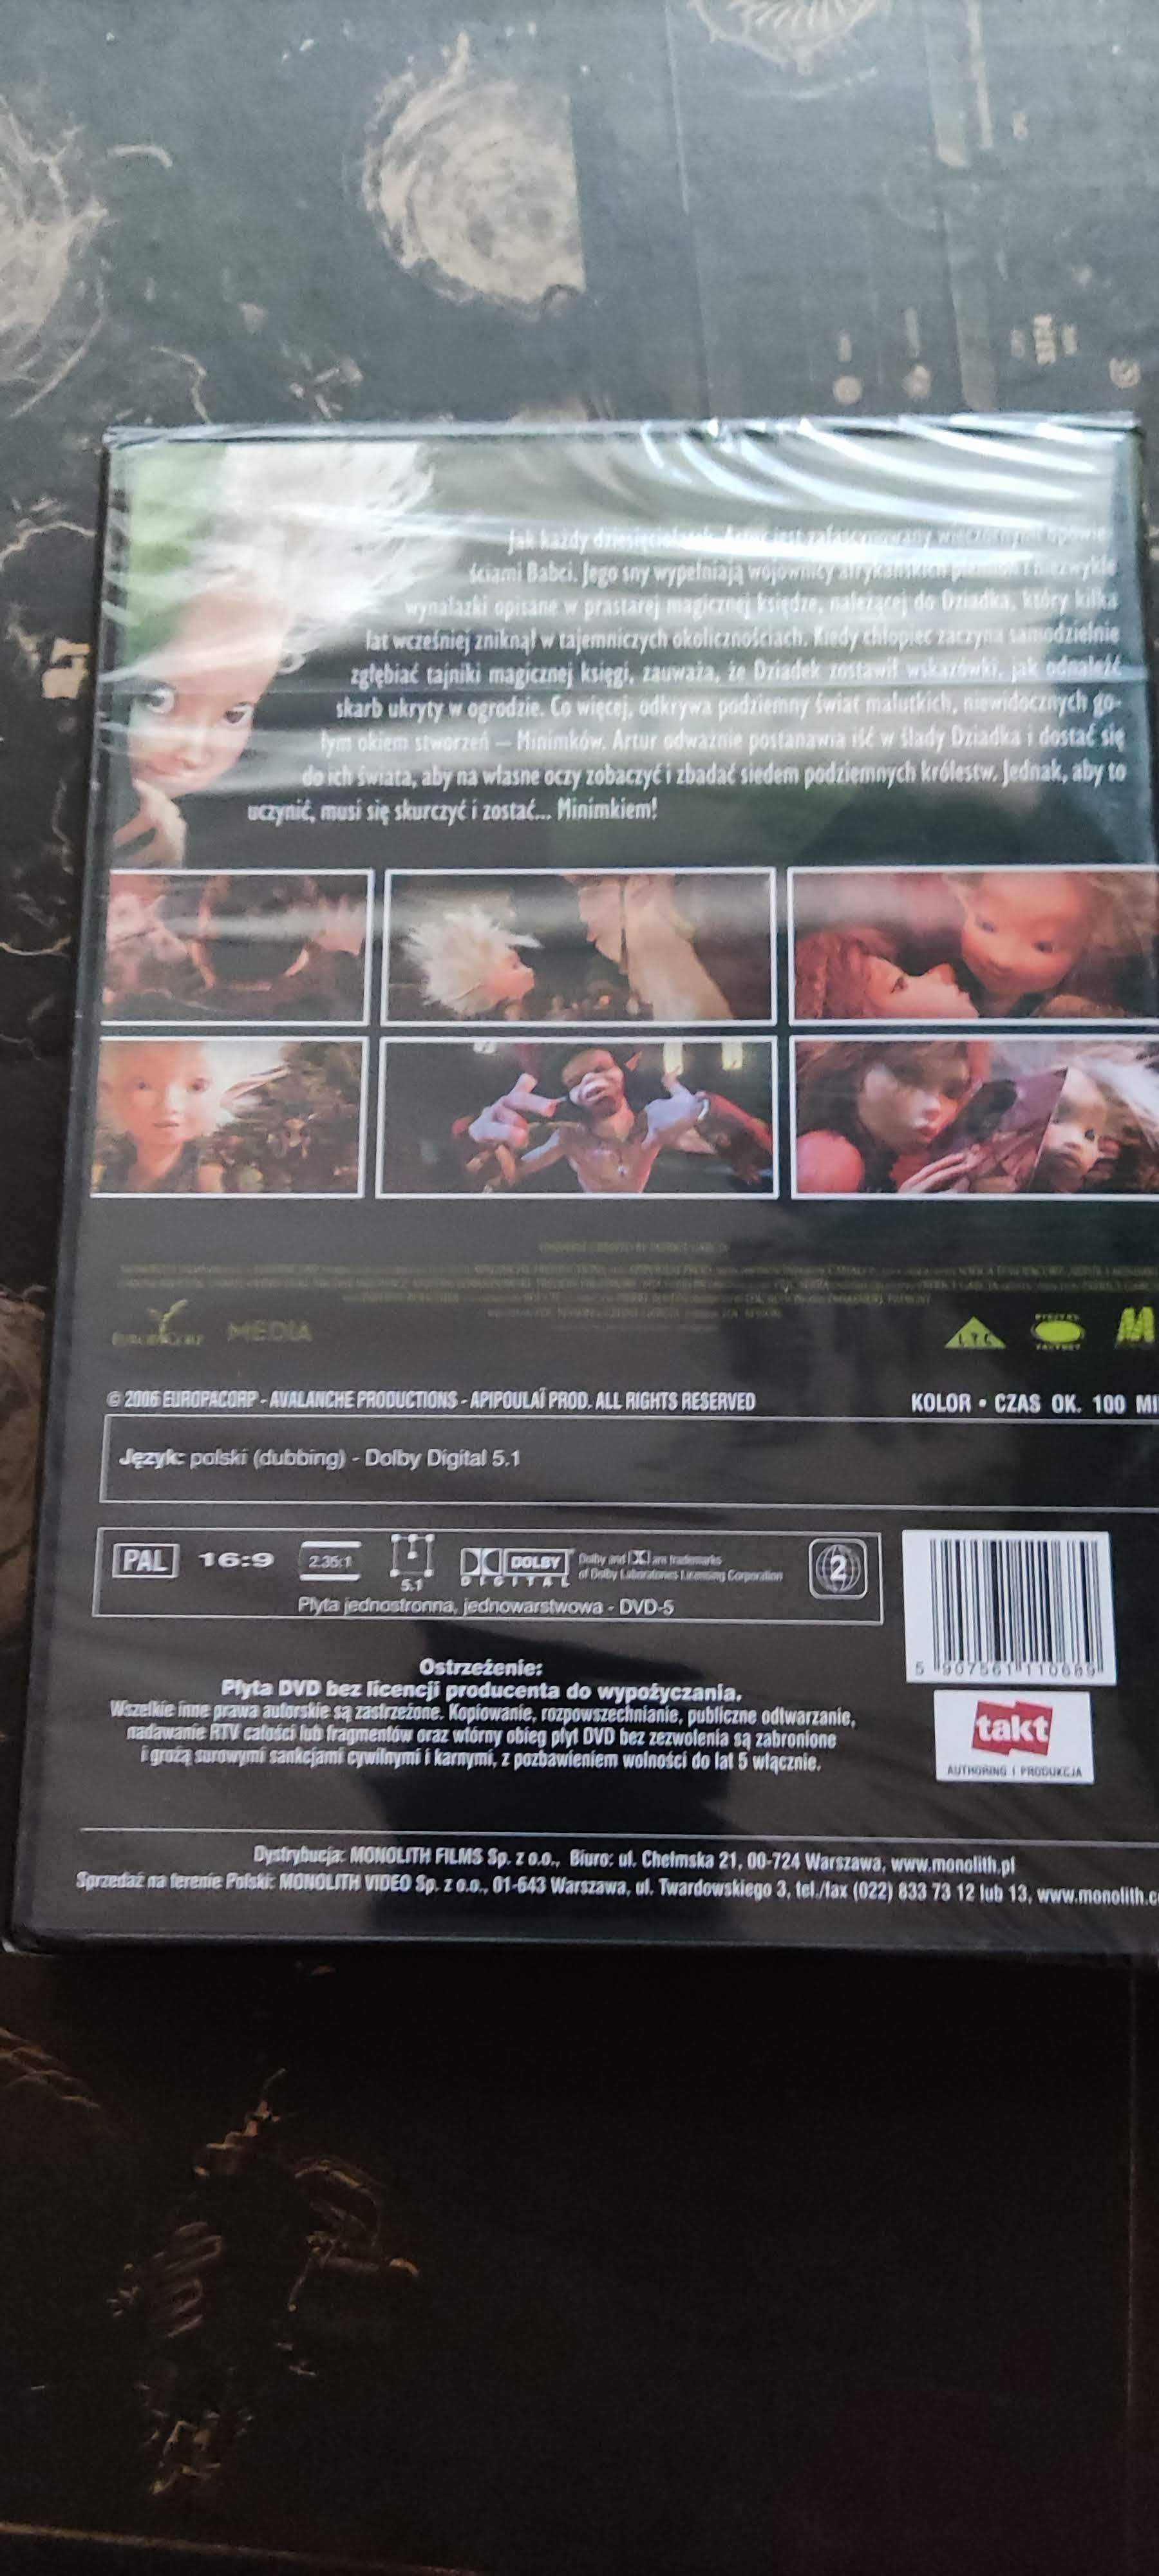 Jak każdy dziesięciolatek, Artur jest zafascynowany wieczornymi opowie-
ściami Babci. Jego sny wypełniają wojownicy afrykańskich plemion i niezwykłe
wynalazki opisane w prastarej magicznej księdze, należącej do Dziadka, który kilka
lat wcześniej zniknął w tajemniczych okolicznościach. Kiedy chłopiec zaczyna samodzielnie
zgłębiać tajniki magicznej księgi, zauważa, że Dziadek zostawił wskazówki, jak odnaleźć
skarb ukryty w ogrodzie. Co więcej, odkrywa podziemny świat malutkich, niewidocznych go-
łym okiem stworzeń – Minimków. Artur odważnie postanawia iść w ślady Dziadka i dostać się
do ich świata, aby na własne oczy zobaczyć i zbadać siedem podziemnych królestw. Jednak, aby to
uczynić, musi się skurczyć i zostać... Minimkiem!
EUROPACORP MEDIA L.T.C DIGITAL FACTORY M
© 2006 EUROPACORP - AVALANCHE PRODUCTIONS - APIPOULAÏ PROD. ALL RIGHTS RESERVED KOLOR • CZAS OK. 100 MI
Język: polski (dubbing) - Dolby Digital 5.1
PAL 16:9 2.35:1 5.1 DOLBY DIGITAL 2
Dolby and are trademarks
of Dolby Laboratories Licensing Corporation
Płyta jednostronna, jednowarstwowa - DVD-5
5 907561 110689
Ostrzeżenie:
Płyta DVD bez licencji producenta do wypożyczania.
Wszelkie inne prawa autorskie są zastrzeżone. Kopiowanie, rozpowszechnianie, publiczne odtwarzanie,
nadawanie RTV całości lub fragmentów oraz wtórny obieg płyt DVD bez zezwolenia są zabronione
i grożą surowymi sankcjami cywilnymi i karnymi, z pozbawieniem wolności do lat 5 włącznie.
takt
AUTHORING I PRODUKCJA
Dystrybucja: MONOLITH FILMS Sp. z o.o., Biuro: ul. Chełmska 21, 00-724 Warszawa, www.monolith.pl
Sprzedaż na terenie Polski: MONOLITH VIDEO Sp. z o.o., 01-643 Warszawa, ul. Twardowskiego 3, tel./fax (022) 833 73 12 lub 13, www.monolith.c